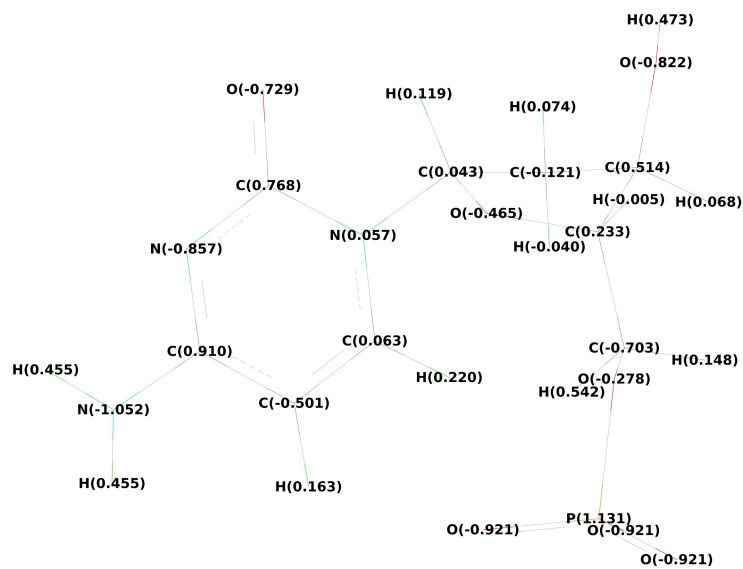 H(0.473)
O(-0.822)
O(-0.729)
H(0.119)
H(0.074)
C(0.768)
C(0.043)
C(-0.121)
C(0.514)
H(-0.005)
H(0.068)
O(-0.465)
N(-0.857)
N(0.057)
C(0.233)
H(-0.040)
C(0.910)
C(0.063)
C(-0.703)
H(0.148)
H(0.455)
H(0.220)
O(-0.278)
H(0.542)
N(-1.052)
C(-0.501)
H(0.455)
H(0.163)
P(1.131)
O(-0.921)
O(-0.921)
O(-0.921)